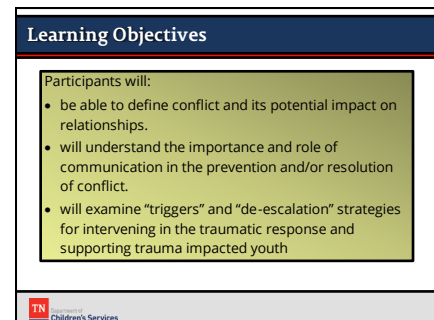 Learning Objectives
Participants will:
• be able to define conflict and its potential impact on
relationships.
• will understand the importance and role of
communication in the prevention and/or resolution
of conflict.
• will examine "triggers" and "de-escalation" strategies
for intervening in the traumatic response and
supporting trauma impacted youth
TN
Department of
Children's Services